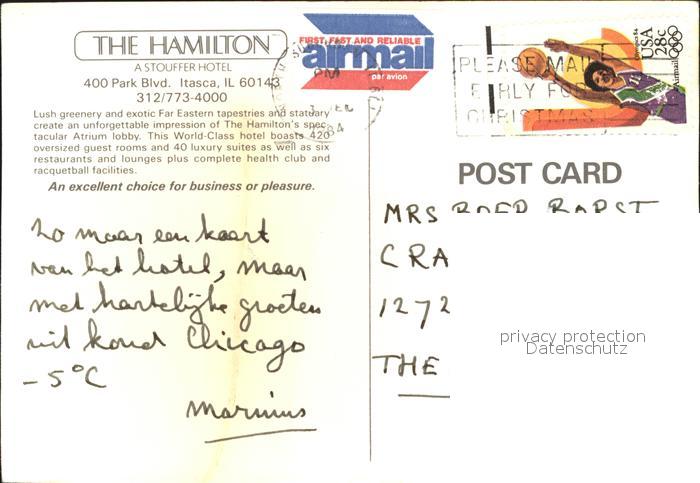 THE HAMILTON
A STOUFFER HOTEL
400 Park Blvd. Itasca, IL 60143
312/773-4000
Lush greenery and exotic Far Eastern tapestries and statuary
create an unforgettable impression of The Hamilton's spec-
tacular Atrium lobby. This World-Class hotel boasts 420
oversized guest rooms and 40 luxury suites as well as six
restaurants and lounges plus complete health club and
racquetball facilities.
An excellent choice for business or pleasure.
Zo maar een kaart
van het hotel, maar
met hartelijke groeten
uit koud Chicago
-5°C
Marinus
FIRST, FAST AND RELIABLE
airmail
par avion
PM
84
PLEASE MAIL
EARLY FOR
CHRISTMAS
USA
28c
Airmail
POST CARD
MRS
CRA
1272
THE
privacy protection
Datenschutz